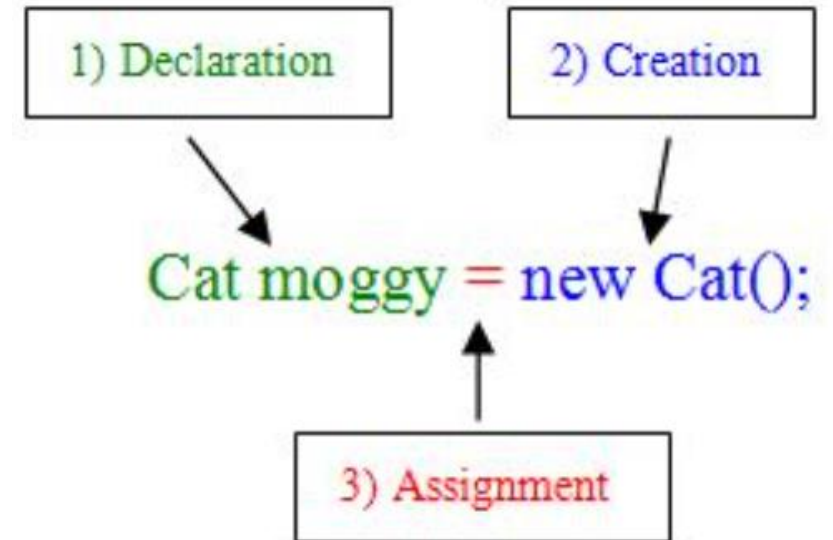 1) Declaration
2) Creation
Cat moggy = new Cat();
3) Assignment